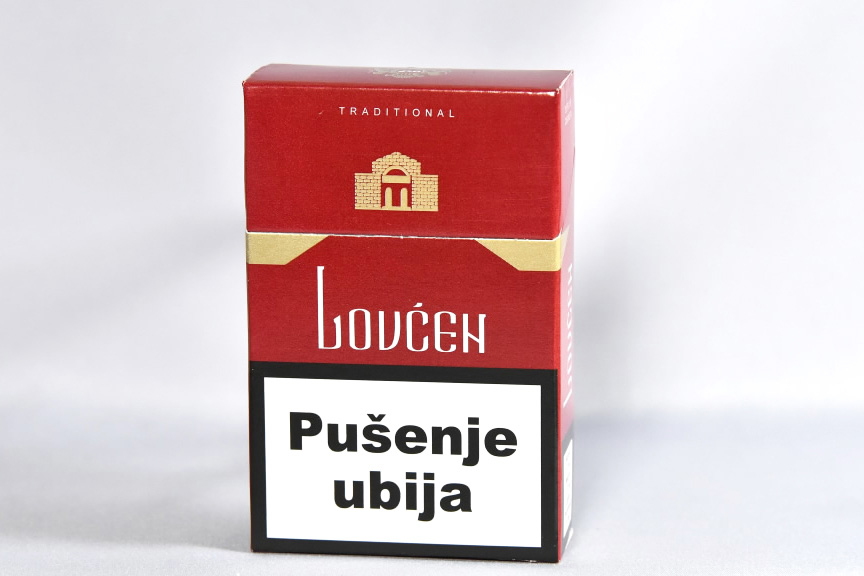 TRADITIONAL
Lovćen
Pušenje
ubija